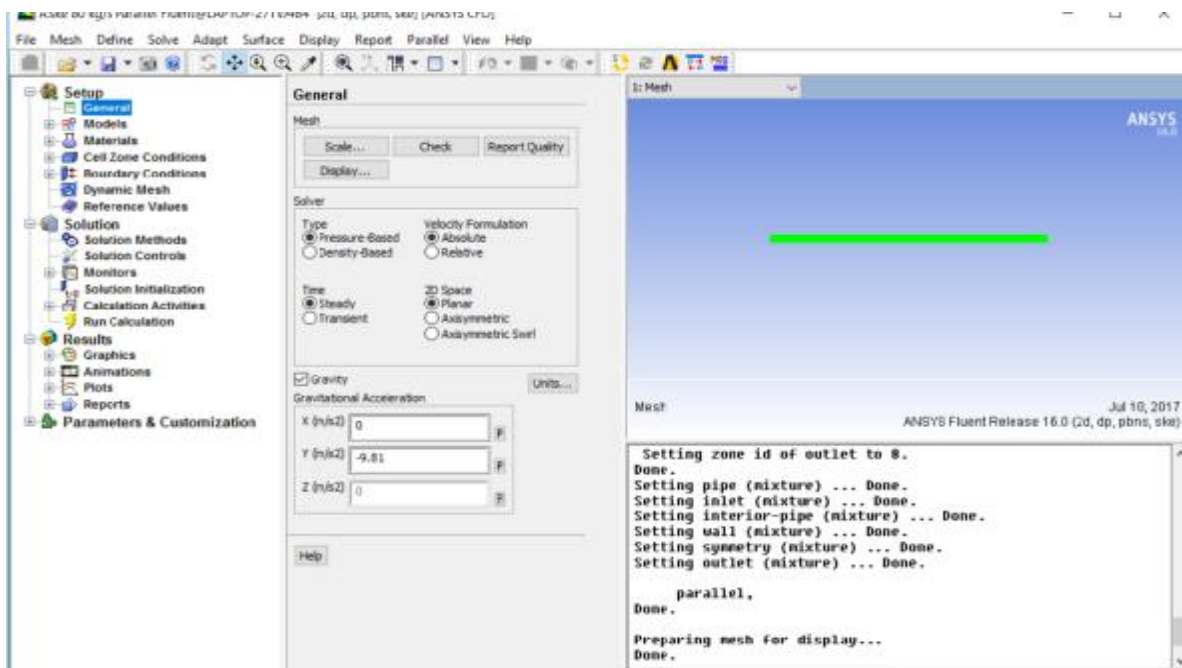 File Mesh Define Solve Adapt Surface Display Report Parallel View Help
Setup
General
Models
Materials
Cell Zone Conditions
Boundary Conditions
Dynamic Mesh
Reference Values
Solution
Solution Methods
Solution Controls
Monitors
Solution Initialization
Calculation Activities
Run Calculation
Results
Graphics
Animations
Plots
Reports
Parameters & Customization
General
Mesh
Scale... Check Report Quality
Display...
Solver
Type Velocity Formulation
Pressure-Based Absolute
Density-Based Relative
Time 2D Space
Steady Planar
Transient Axisymmetric
Axisymmetric Swirl
Gravity Units...
Gravitational Acceleration
X (m/s2) 0 P
Y (m/s2) -9.81 P
Z (m/s2) 0 P
Help
1: Mesh
ANSYS
16.0
Mesh Jul 10, 2017
ANSYS Fluent Release 16.0 (2d, dp, pbns, ske)
Setting zone id of outlet to 8.
Done.
Setting pipe (mixture) ... Done.
Setting inlet (mixture) ... Done.
Setting interior-pipe (mixture) ... Done.
Setting wall (mixture) ... Done.
Setting symmetry (mixture) ... Done.
Setting outlet (mixture) ... Done.
parallel,
Done.
Preparing mesh for display...
Done.